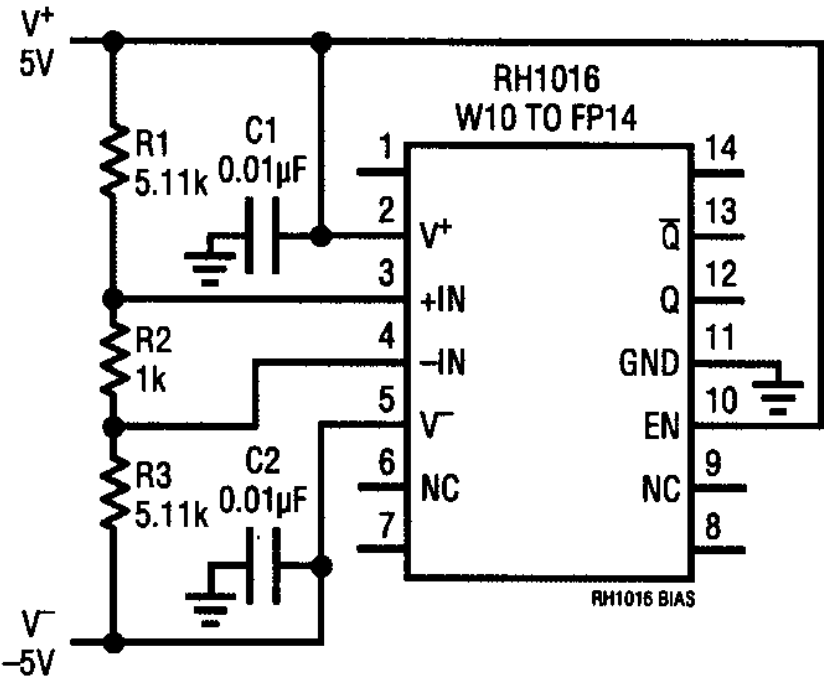 V⁺
5V
RH1016
W10 TO FP14
R1
5.11k
C1
0.01µF
1
14
2
V⁺
Q̅
13
3
+IN
Q
12
R2
1k
4
–IN
GND
11
5
V⁻
EN
10
R3
5.11k
C2
0.01µF
6
NC
NC
9
7
8
RH1016 BIAS
V⁻
–5V